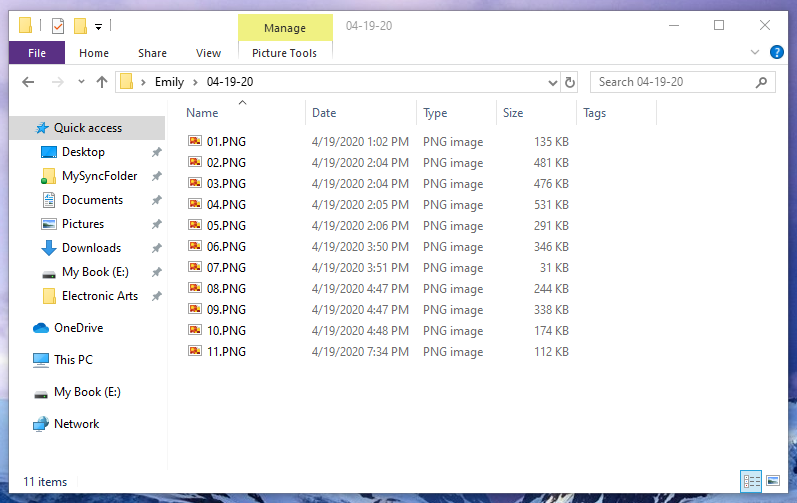 Manage 04-19-20
File Home Share View Picture Tools
Emily 04-19-20 Search 04-19-20
Name Date Type Size Tags
Quick access
Desktop
MySyncFolder
Documents
Pictures
Downloads
My Book (E:)
Electronic Arts
OneDrive
This PC
My Book (E:)
Network
01.PNG 4/19/2020 1:02 PM PNG image 135 KB
02.PNG 4/19/2020 2:04 PM PNG image 481 KB
03.PNG 4/19/2020 2:04 PM PNG image 476 KB
04.PNG 4/19/2020 2:05 PM PNG image 531 KB
05.PNG 4/19/2020 2:06 PM PNG image 291 KB
06.PNG 4/19/2020 3:50 PM PNG image 346 KB
07.PNG 4/19/2020 3:51 PM PNG image 31 KB
08.PNG 4/19/2020 4:47 PM PNG image 244 KB
09.PNG 4/19/2020 4:47 PM PNG image 338 KB
10.PNG 4/19/2020 4:48 PM PNG image 174 KB
11.PNG 4/19/2020 7:34 PM PNG image 112 KB
11 items